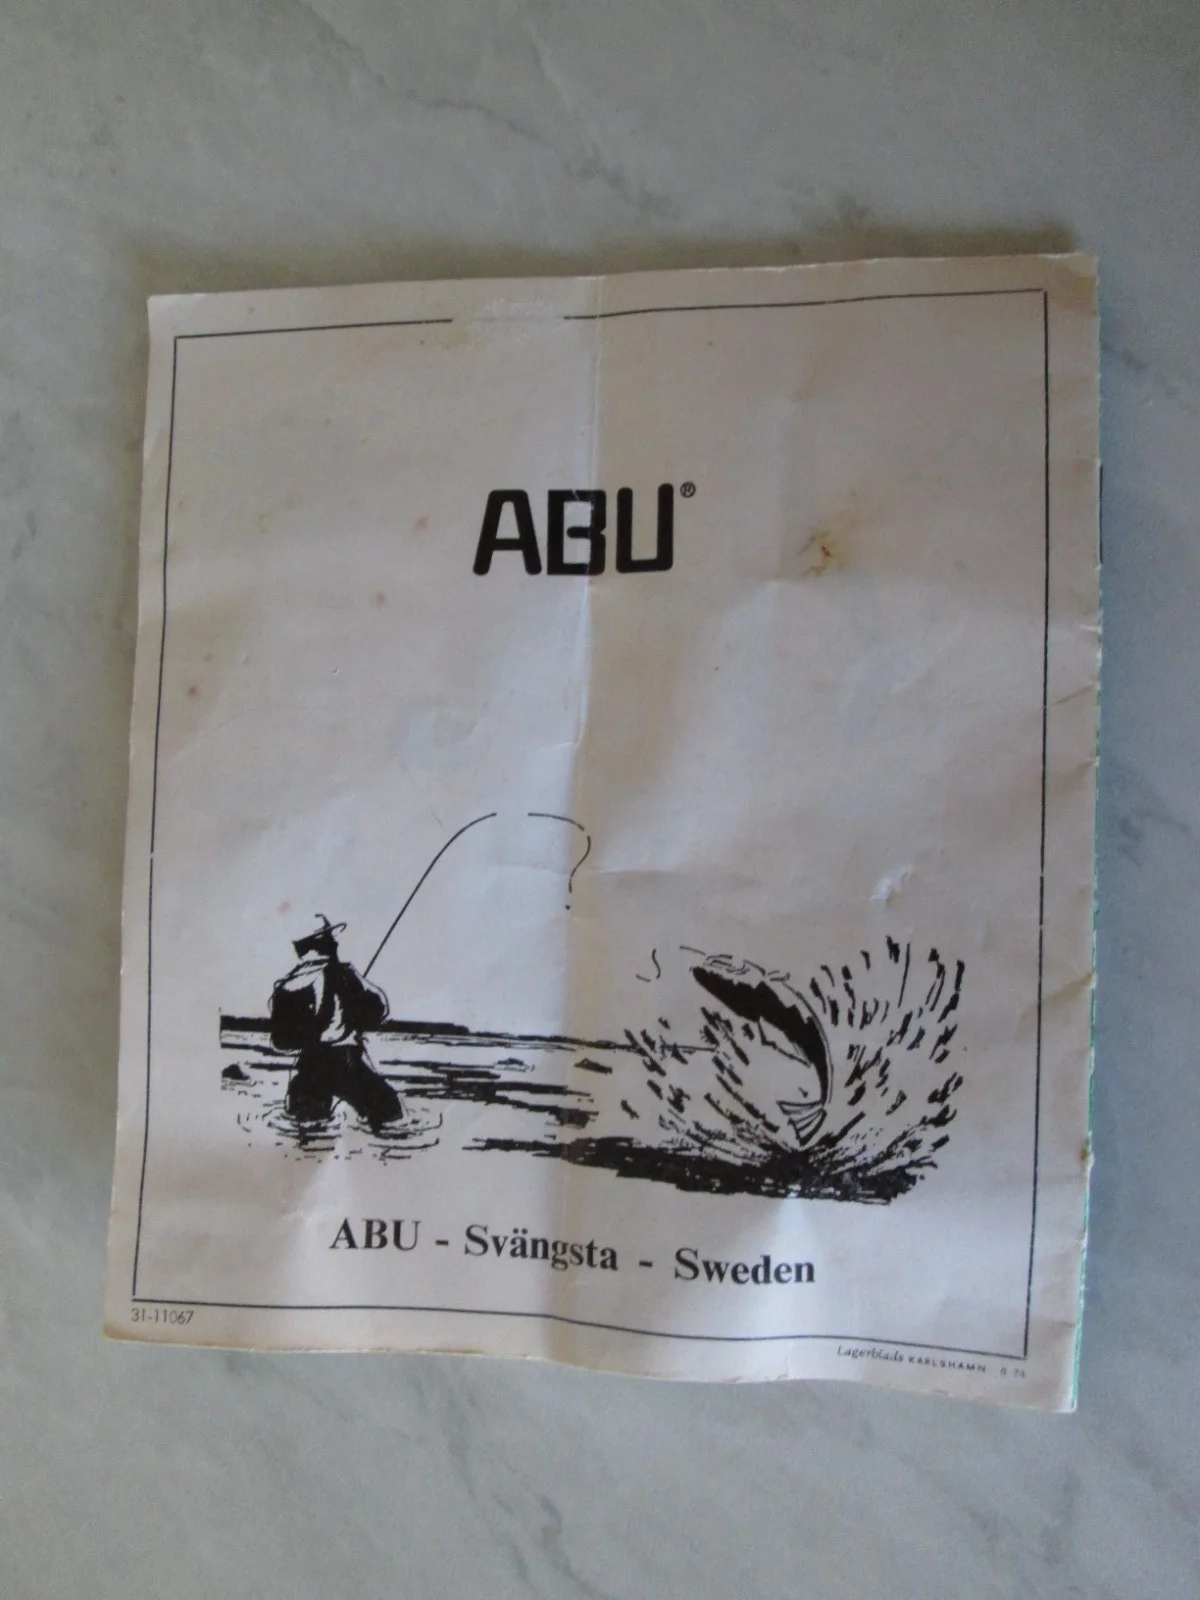 ABU®
ABU - Svängsta - Sweden
31-11067
Lagerblads KARLSHAMN